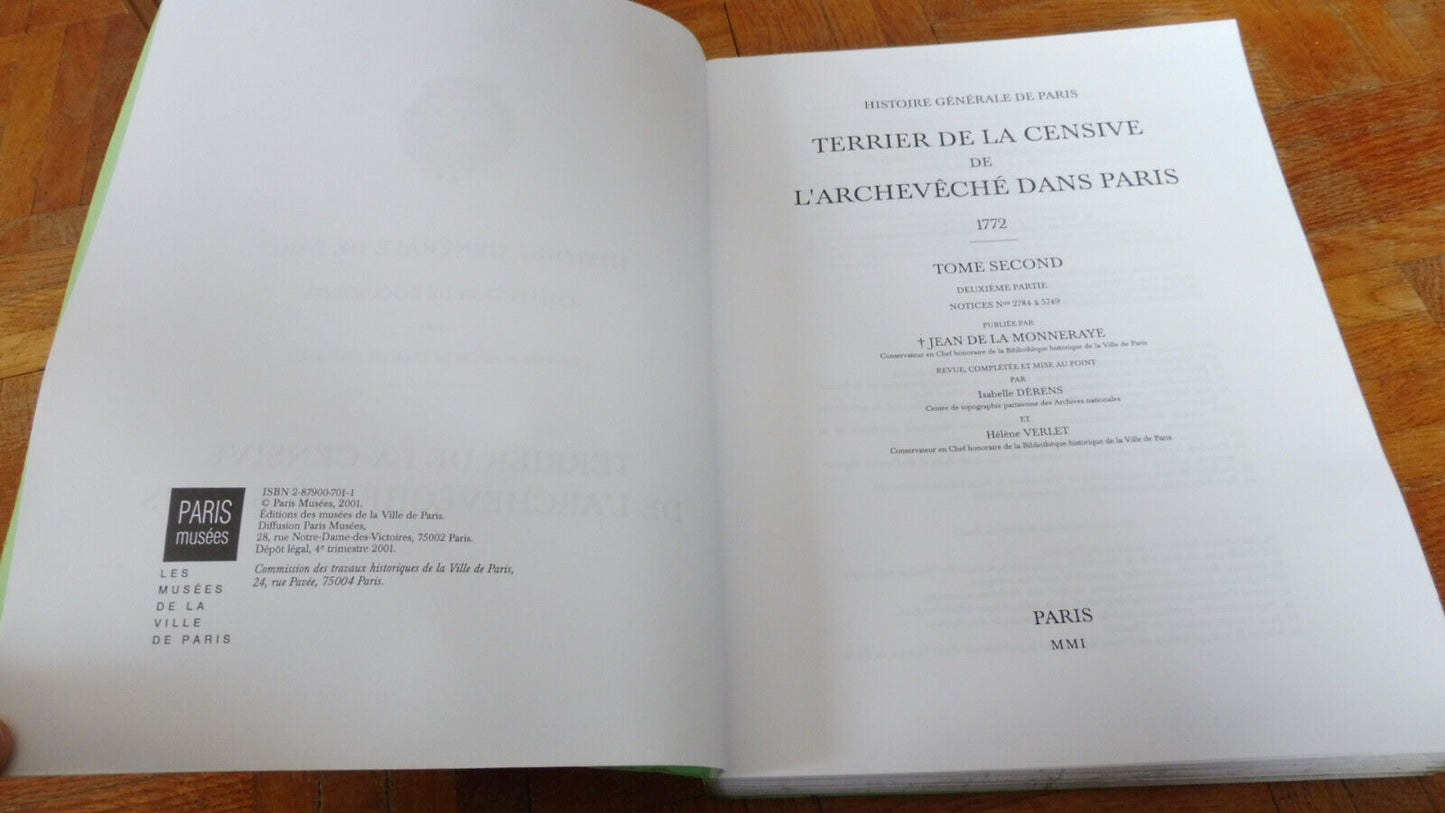 PARIS
musées
LES
MUSÉES
DE LA
VILLE
DE PARIS
ISBN 2-87900-701-1
© Paris Musées, 2001.
Éditions des musées de la Ville de Paris.
Diffusion Paris Musées,
28, rue Notre-Dame-des-Victoires, 75002 Paris.
Dépôt légal, 4e trimestre 2001.
Commission des travaux historiques de la Ville de Paris,
24, rue Pavée, 75004 Paris.
HISTOIRE GÉNÉRALE DE PARIS
TERRIER DE LA CENSIVE
DE
L'ARCHEVÊCHÉ DANS PARIS
1772
TOME SECOND
DEUXIÈME PARTIE
NOTICES Nos 2784 à 5749
PUBLIÉE PAR
† JEAN DE LA MONNERAYE
Conservateur en Chef honoraire de la Bibliothèque historique de la Ville de Paris
REVUE, COMPLÉTÉE ET MISE AU POINT
PAR
Isabelle DÉRENS
Centre de topographie parisienne des Archives nationales
ET
Hélène VERLET
Conservateur en Chef honoraire de la Bibliothèque historique de la Ville de Paris
PARIS
MMI